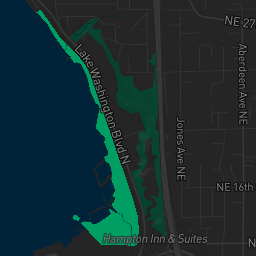 NE 27
Aberdeen Ave NE
Lake Washington Blvd N
Jones Ave NE
NE 16th
Hampton Inn & Suites
N